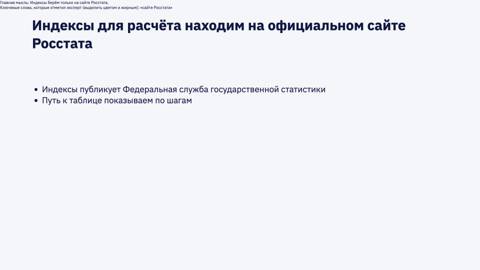 Главная мысль: Индексы берём только на сайте Росстата.
Ключевые слова, которые отметил эксперт (выделить цветом и жирным): «сайте Росстата»
Индексы для расчёта находим на официальном сайте
Росстата
• Индексы публикует Федеральная служба государственной статистики
• Путь к таблице показываем по шагам